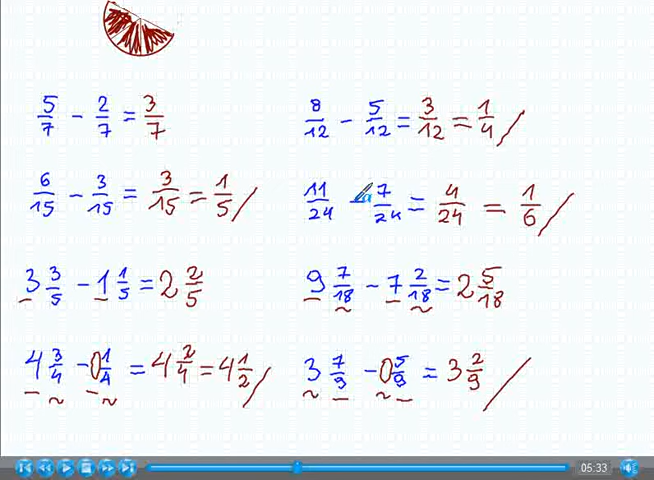 5/7 - 2/7 = 3/7
8/12 - 5/12 = 3/12 = 1/4 /
6/15 - 3/15 = 3/15 = 1/5 /
11/24 - 7/24 = 4/24 = 1/6 /
3 3/5 - 1 1/5 = 2 2/5
9 7/18 - 7 2/18 = 2 5/18
4 3/4 - 0 1/4 = 4 2/4 = 4 1/2 /
3 7/9 - 0 5/9 = 3 2/9 /
05:33